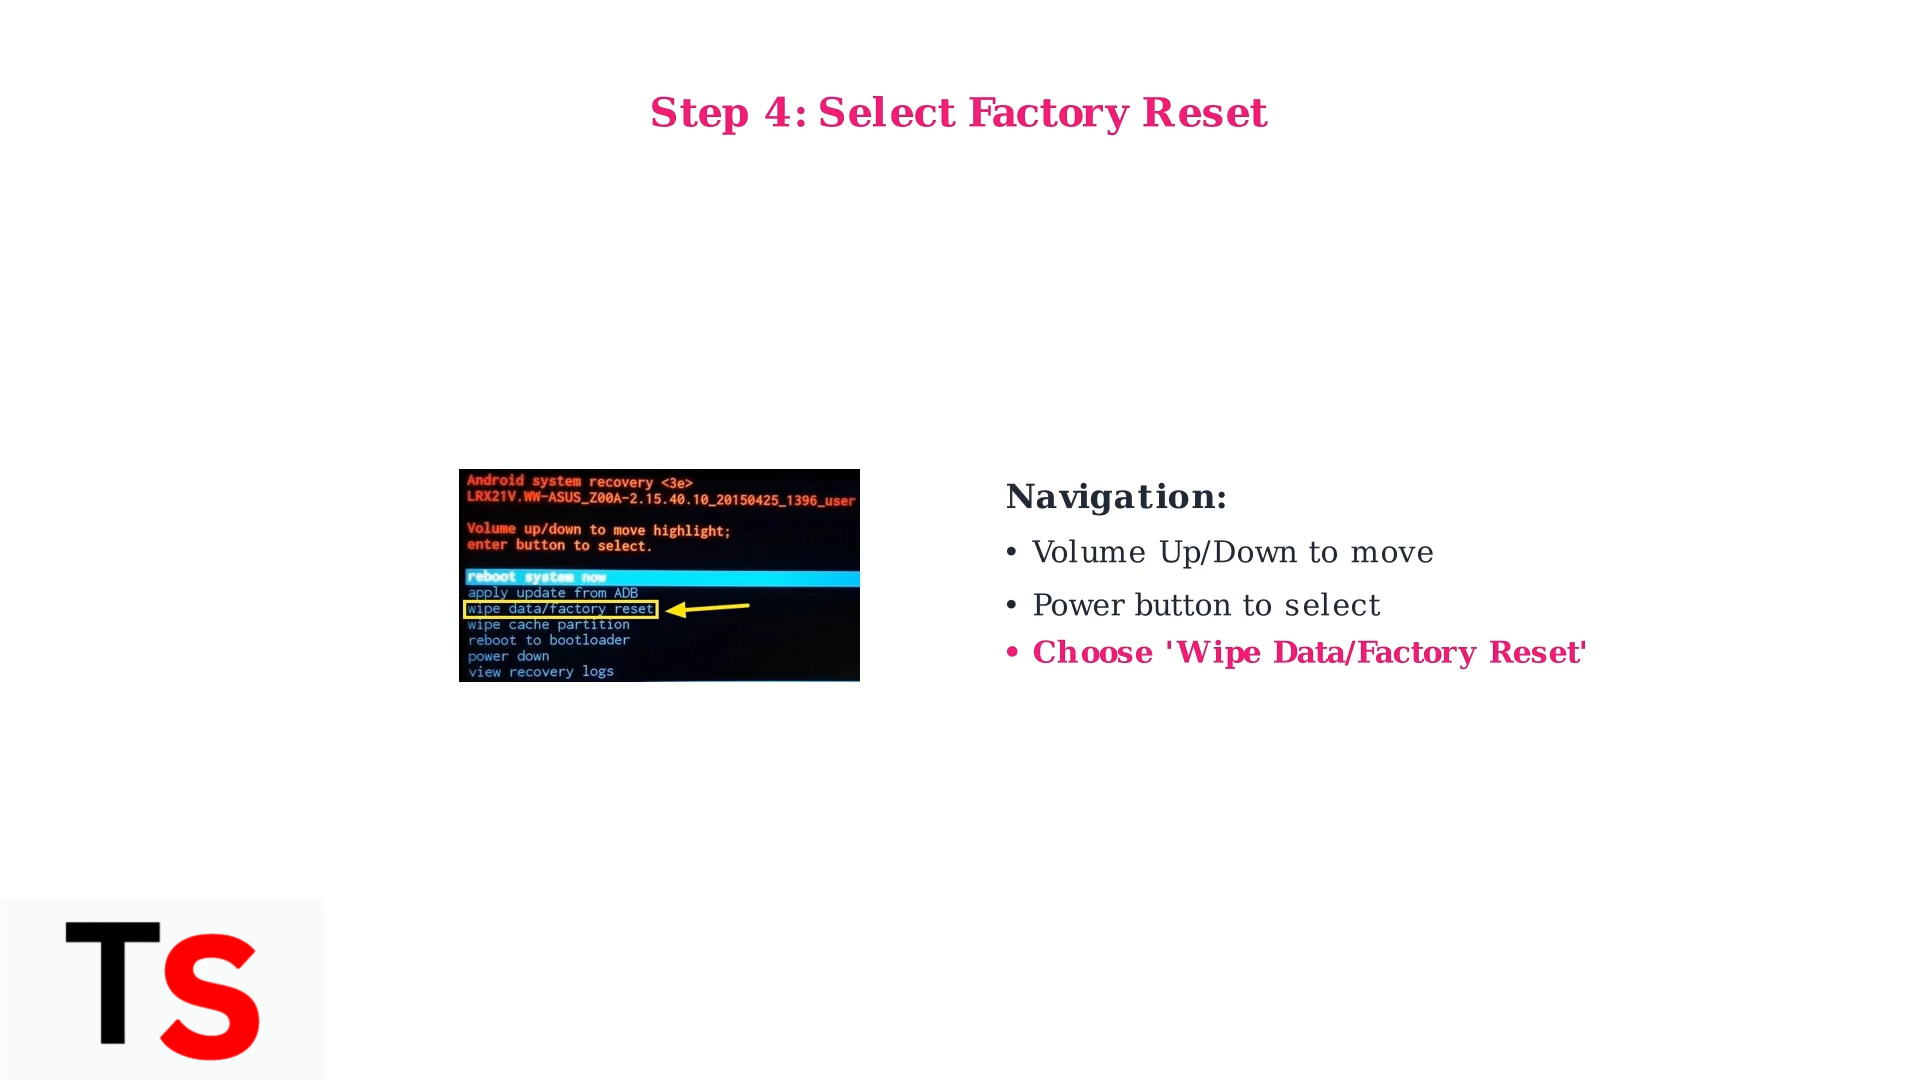 Step 4: Select Factory Reset
Android system recovery <3e>
LRX21V.WW-ASUS_Z00A-2.15.40.10_20150425_1396_user
Volume up/down to move highlight;
enter button to select.
reboot system now
apply update from ADB
wipe data/factory reset
wipe cache partition
reboot to bootloader
power down
view recovery logs
Navigation:
• Volume Up/Down to move
• Power button to select
• Choose 'Wipe Data/Factory Reset'
TS